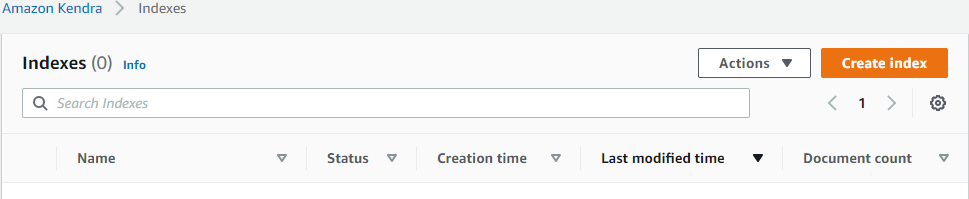 Amazon Kendra > Indexes
Indexes (0) Info
Actions Create index
Search Indexes
1
Name Status Creation time Last modified time Document count